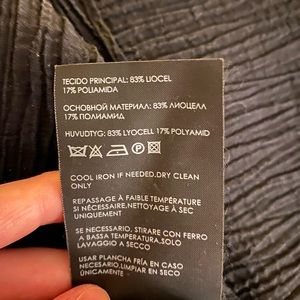 TECIDO PRINCIPAL: 83% LIOCEL
17% POLIAMIDA
ОСНОВНОЙ МАТЕРИАЛ: 83% ЛИОЦЕЛЛ
17% ПОЛИАМИД
HUVUDTYG: 83% LYOCELL 17% POLYAMID
COOL IRON IF NEEDED.DRY CLEAN
ONLY
REPASSAGE À FAIBLE TEMPÉRATURE
SI NÉCESSAIRE.NETTOYAGE À SEC
UNIQUEMENT
SE NECESSARIO, STIRARE CON FERRO
A BASSA TEMPERATURA.SOLO
LAVAGGIO A SECCO
USAR PLANCHA FRÍA EN CASO
NECESARIO,LIMPIAR EN SECO
ÚNICAMENTE